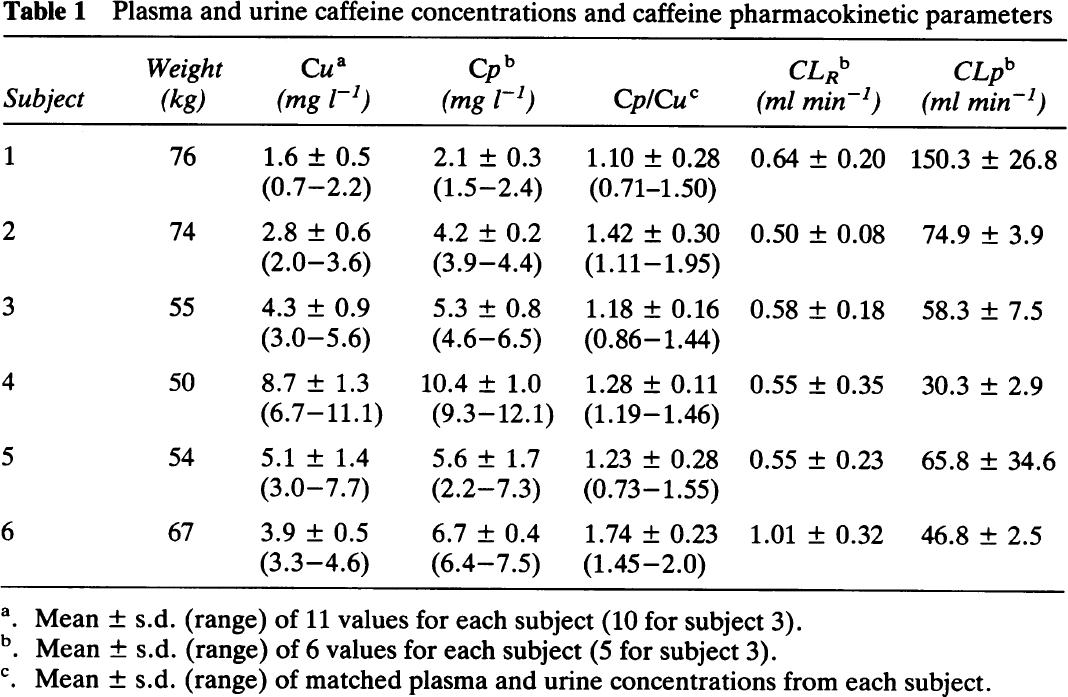 Table 1 Plasma and urine caffeine concentrations and caffeine pharmacokinetic parameters
Weight Cuᵃ Cpᵇ CL_Rᵇ CLpᵇ
Subject (kg) (mg l⁻¹) (mg l⁻¹) Cp/Cuᶜ (ml min⁻¹) (ml min⁻¹)
1 76 1.6 ± 0.5 2.1 ± 0.3 1.10 ± 0.28 0.64 ± 0.20 150.3 ± 26.8
(0.7–2.2) (1.5–2.4) (0.71–1.50)
2 74 2.8 ± 0.6 4.2 ± 0.2 1.42 ± 0.30 0.50 ± 0.08 74.9 ± 3.9
(2.0–3.6) (3.9–4.4) (1.11–1.95)
3 55 4.3 ± 0.9 5.3 ± 0.8 1.18 ± 0.16 0.58 ± 0.18 58.3 ± 7.5
(3.0–5.6) (4.6–6.5) (0.86–1.44)
4 50 8.7 ± 1.3 10.4 ± 1.0 1.28 ± 0.11 0.55 ± 0.35 30.3 ± 2.9
(6.7–11.1) (9.3–12.1) (1.19–1.46)
5 54 5.1 ± 1.4 5.6 ± 1.7 1.23 ± 0.28 0.55 ± 0.23 65.8 ± 34.6
(3.0–7.7) (2.2–7.3) (0.73–1.55)
6 67 3.9 ± 0.5 6.7 ± 0.4 1.74 ± 0.23 1.01 ± 0.32 46.8 ± 2.5
(3.3–4.6) (6.4–7.5) (1.45–2.0)
ᵃ. Mean ± s.d. (range) of 11 values for each subject (10 for subject 3).
ᵇ. Mean ± s.d. (range) of 6 values for each subject (5 for subject 3).
ᶜ. Mean ± s.d. (range) of matched plasma and urine concentrations from each subject.